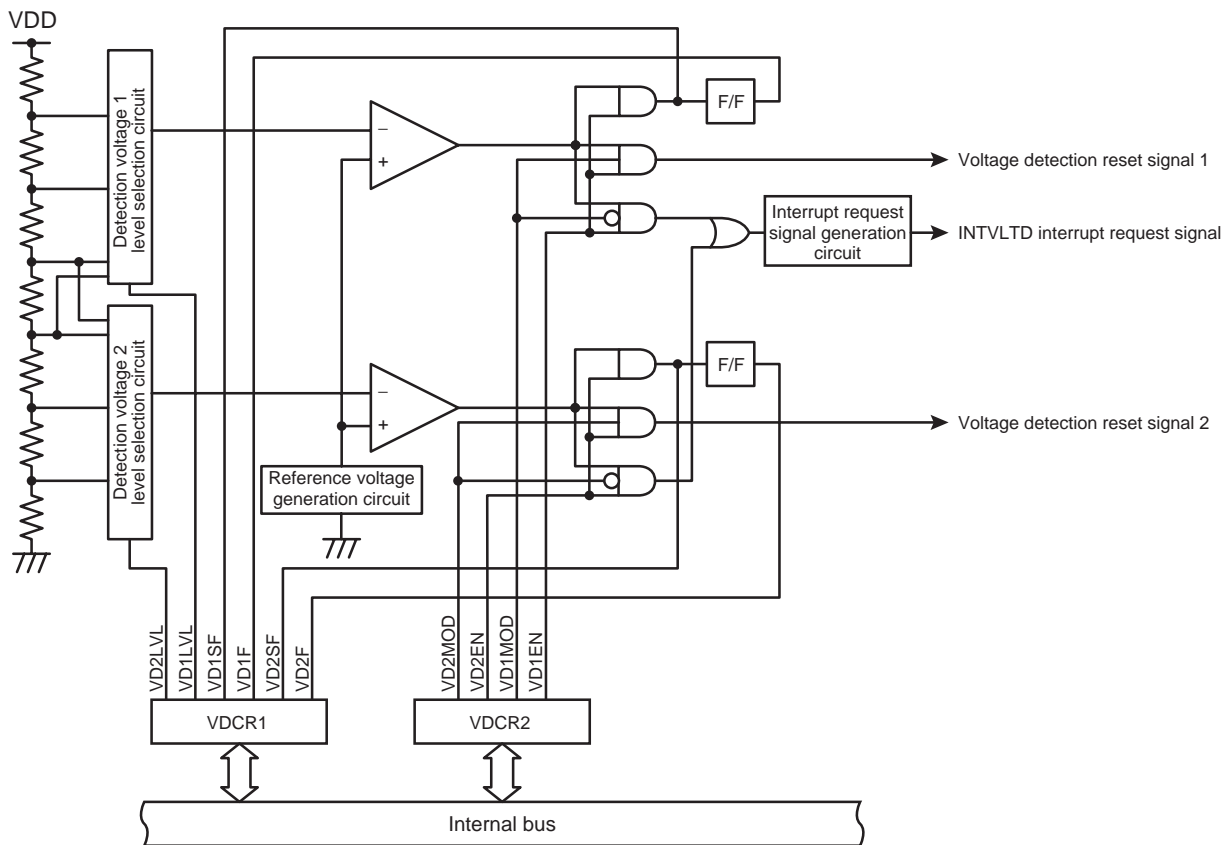 VDD
Detection voltage 1
level selection circuit
Detection voltage 2
level selection circuit
−
+
−
+
Reference voltage
generation circuit
F/F
Voltage detection reset signal 1
Interrupt request
signal generation
circuit
INTVLTD interrupt request signal
F/F
Voltage detection reset signal 2
VD2LVL
VD1LVL
VD1SF
VD1F
VD2SF
VD2F
VD2MOD
VD2EN
VD1MOD
VD1EN
VDCR1
VDCR2
Internal bus